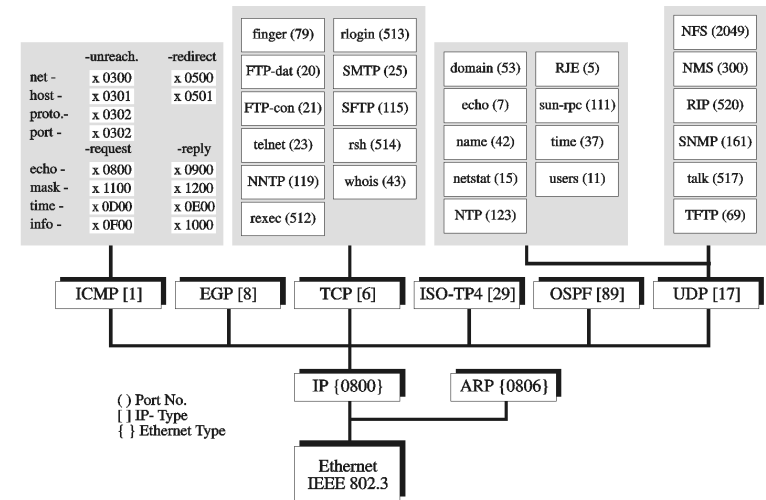 -unreach. -redirect
net - x 0300 x 0500
host - x 0301 x 0501
proto.- x 0302
port - x 0302
-request -reply
echo - x 0800 x 0900
mask - x 1100 x 1200
time - x 0D00 x 0E00
info - x 0F00 x 1000
finger (79) rlogin (513)
FTP-dat (20) SMTP (25)
FTP-con (21) SFTP (115)
telnet (23) rsh (514)
NNTP (119) whois (43)
rexec (512)
domain (53) RJE (5)
echo (7) sun-rpc (111)
name (42) time (37)
netstat (15) users (11)
NTP (123)
NFS (2049)
NMS (300)
RIP (520)
SNMP (161)
talk (517)
TFTP (69)
ICMP [1] EGP [8] TCP [6] ISO-TP4 [29] OSPF [89] UDP [17]
IP {0800} ARP {0806}
( ) Port No.
[ ] IP- Type
{ } Ethernet Type
Ethernet
IEEE 802.3